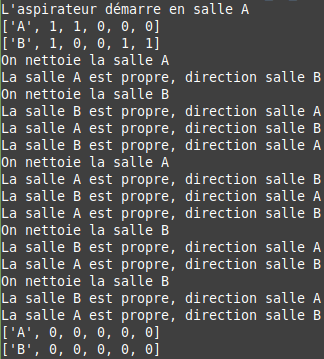 L'aspirateur démarre en salle A
['A', 1, 1, 0, 0, 0]
['B', 1, 0, 0, 1, 1]
On nettoie la salle A
La salle A est propre, direction salle B
On nettoie la salle B
La salle B est propre, direction salle A
La salle A est propre, direction salle B
La salle B est propre, direction salle A
On nettoie la salle A
La salle A est propre, direction salle B
La salle B est propre, direction salle A
La salle A est propre, direction salle B
On nettoie la salle B
La salle B est propre, direction salle A
La salle A est propre, direction salle B
On nettoie la salle B
La salle B est propre, direction salle A
La salle A est propre, direction salle B
['A', 0, 0, 0, 0, 0]
['B', 0, 0, 0, 0, 0]